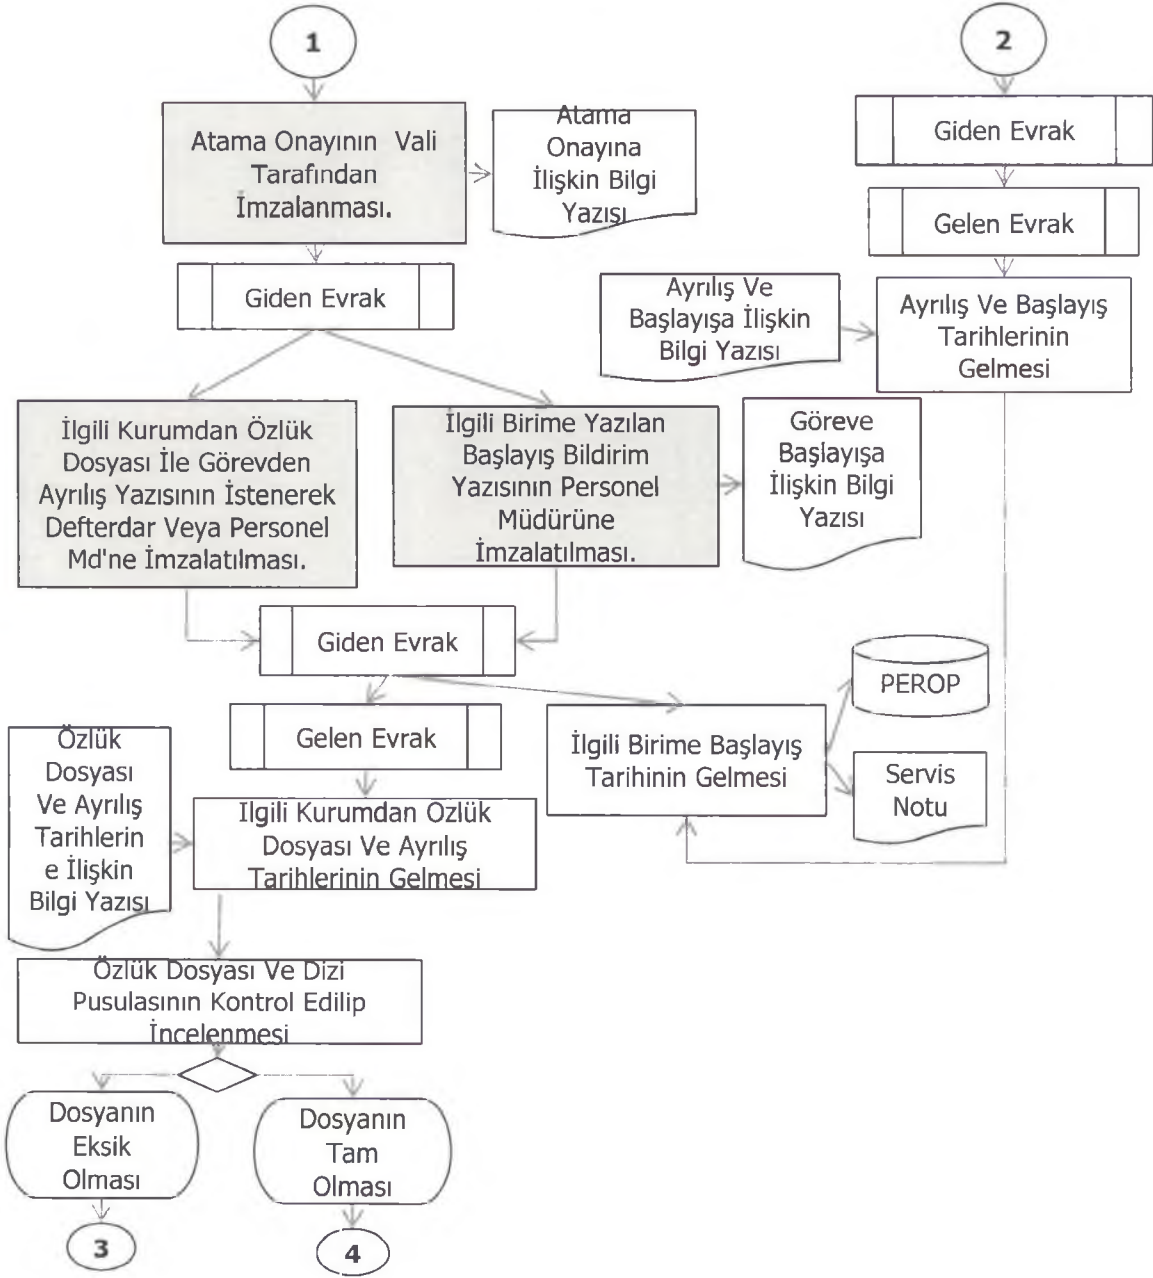 1
Atama Onayının Vali
Tarafından
İmzalanması.
Atama
Onayına
İlişkin Bilgi
Yazısı
Giden Evrak
2
Giden Evrak
Gelen Evrak
Ayrılış Ve
Başlayışa İlişkin
Bilgi Yazısı
Ayrılış Ve Başlayış
Tarihlerinin
Gelmesi
İlgili Kurumdan Özlük
Dosyası İle Görevden
Ayrılış Yazısının İstenerek
Defterdar Veya Personel
Md'ne İmzalatılması.
İlgili Birime Yazılan
Başlayış Bildirim
Yazısının Personel
Müdürüne
İmzalatılması.
Göreve
Başlayışa
İlişkin Bilgi
Yazısı
Giden Evrak
Gelen Evrak
PEROP
İlgili Birime Başlayış
Tarihinin Gelmesi
Servis
Notu
Özlük
Dosyası
Ve Ayrılış
Tarihlerin
e İlişkin
Bilgi Yazısı
İlgili Kurumdan Özlük
Dosyası Ve Ayrılış
Tarihlerinin Gelmesi
Özlük Dosyası Ve Dizi
Pusulasının Kontrol Edilip
İncelenmesi
Dosyanın
Eksik
Olması
Dosyanın
Tam
Olması
3
4